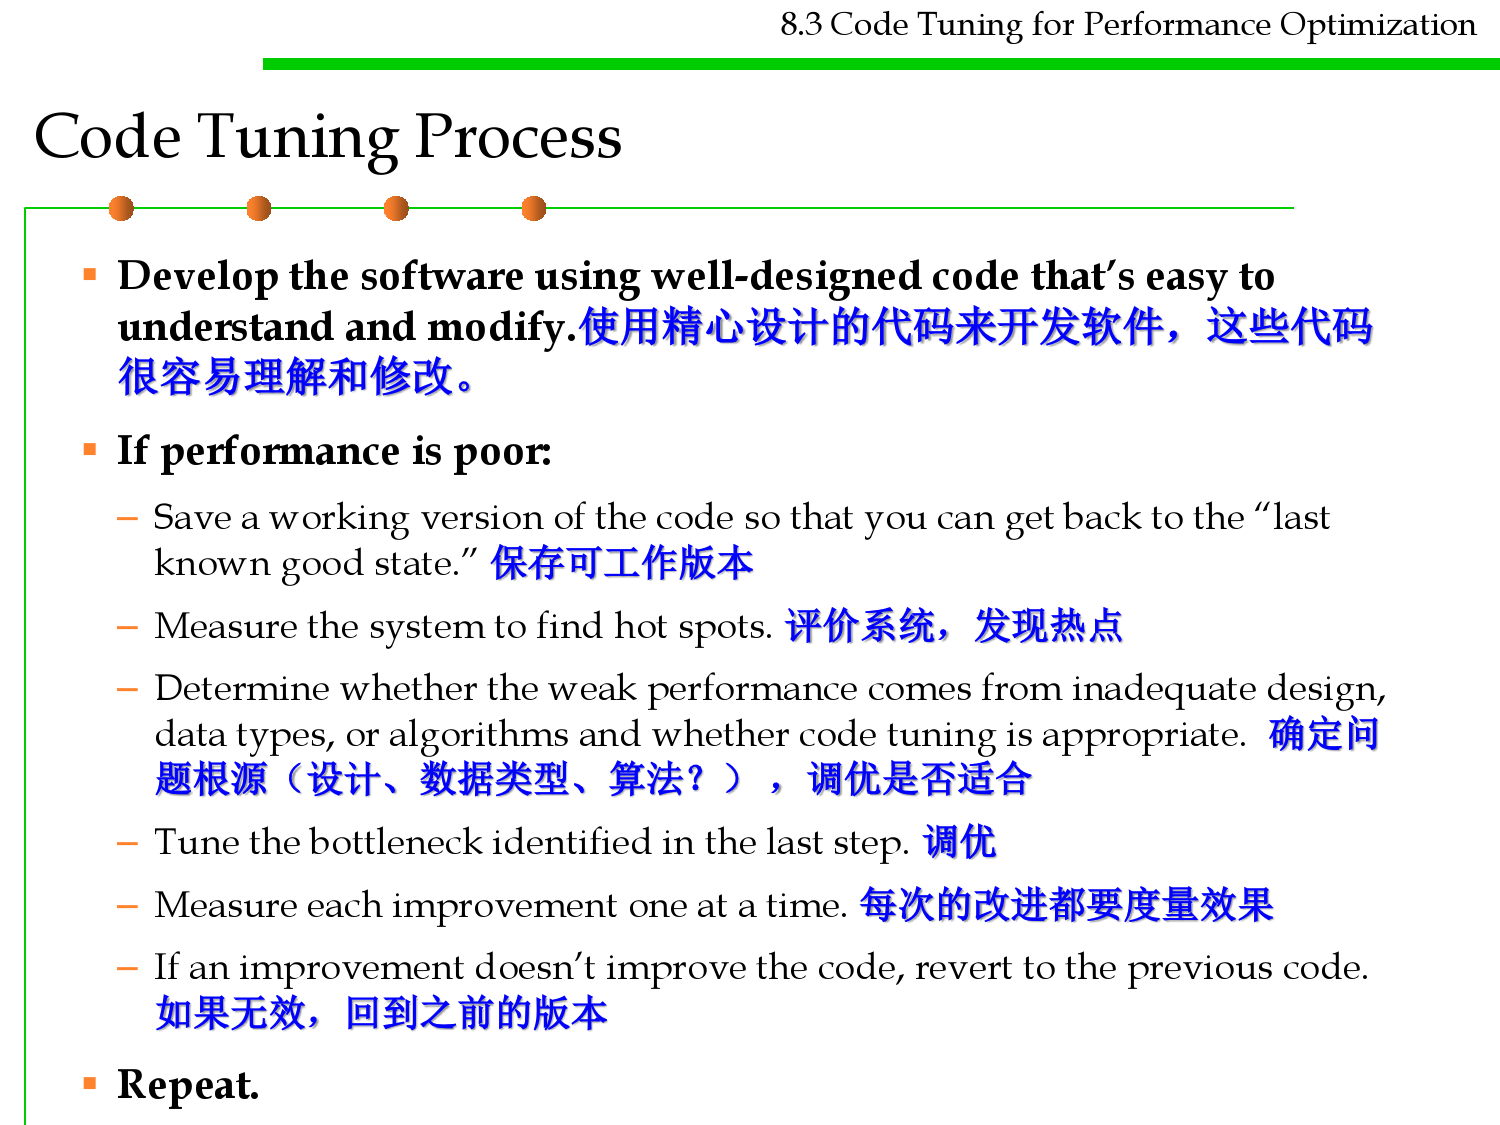 8.3 Code Tuning for Performance Optimization
Code Tuning Process
▪ Develop the software using well-designed code that’s easy to
understand and modify.使用精心设计的代码来开发软件，这些代码
很容易理解和修改。
▪ If performance is poor:
– Save a working version of the code so that you can get back to the “last
known good state.” 保存可工作版本
– Measure the system to find hot spots. 评价系统，发现热点
– Determine whether the weak performance comes from inadequate design,
data types, or algorithms and whether code tuning is appropriate. 确定问
题根源（设计、数据类型、算法？），调优是否适合
– Tune the bottleneck identified in the last step. 调优
– Measure each improvement one at a time. 每次的改进都要度量效果
– If an improvement doesn’t improve the code, revert to the previous code.
如果无效，回到之前的版本
▪ Repeat.